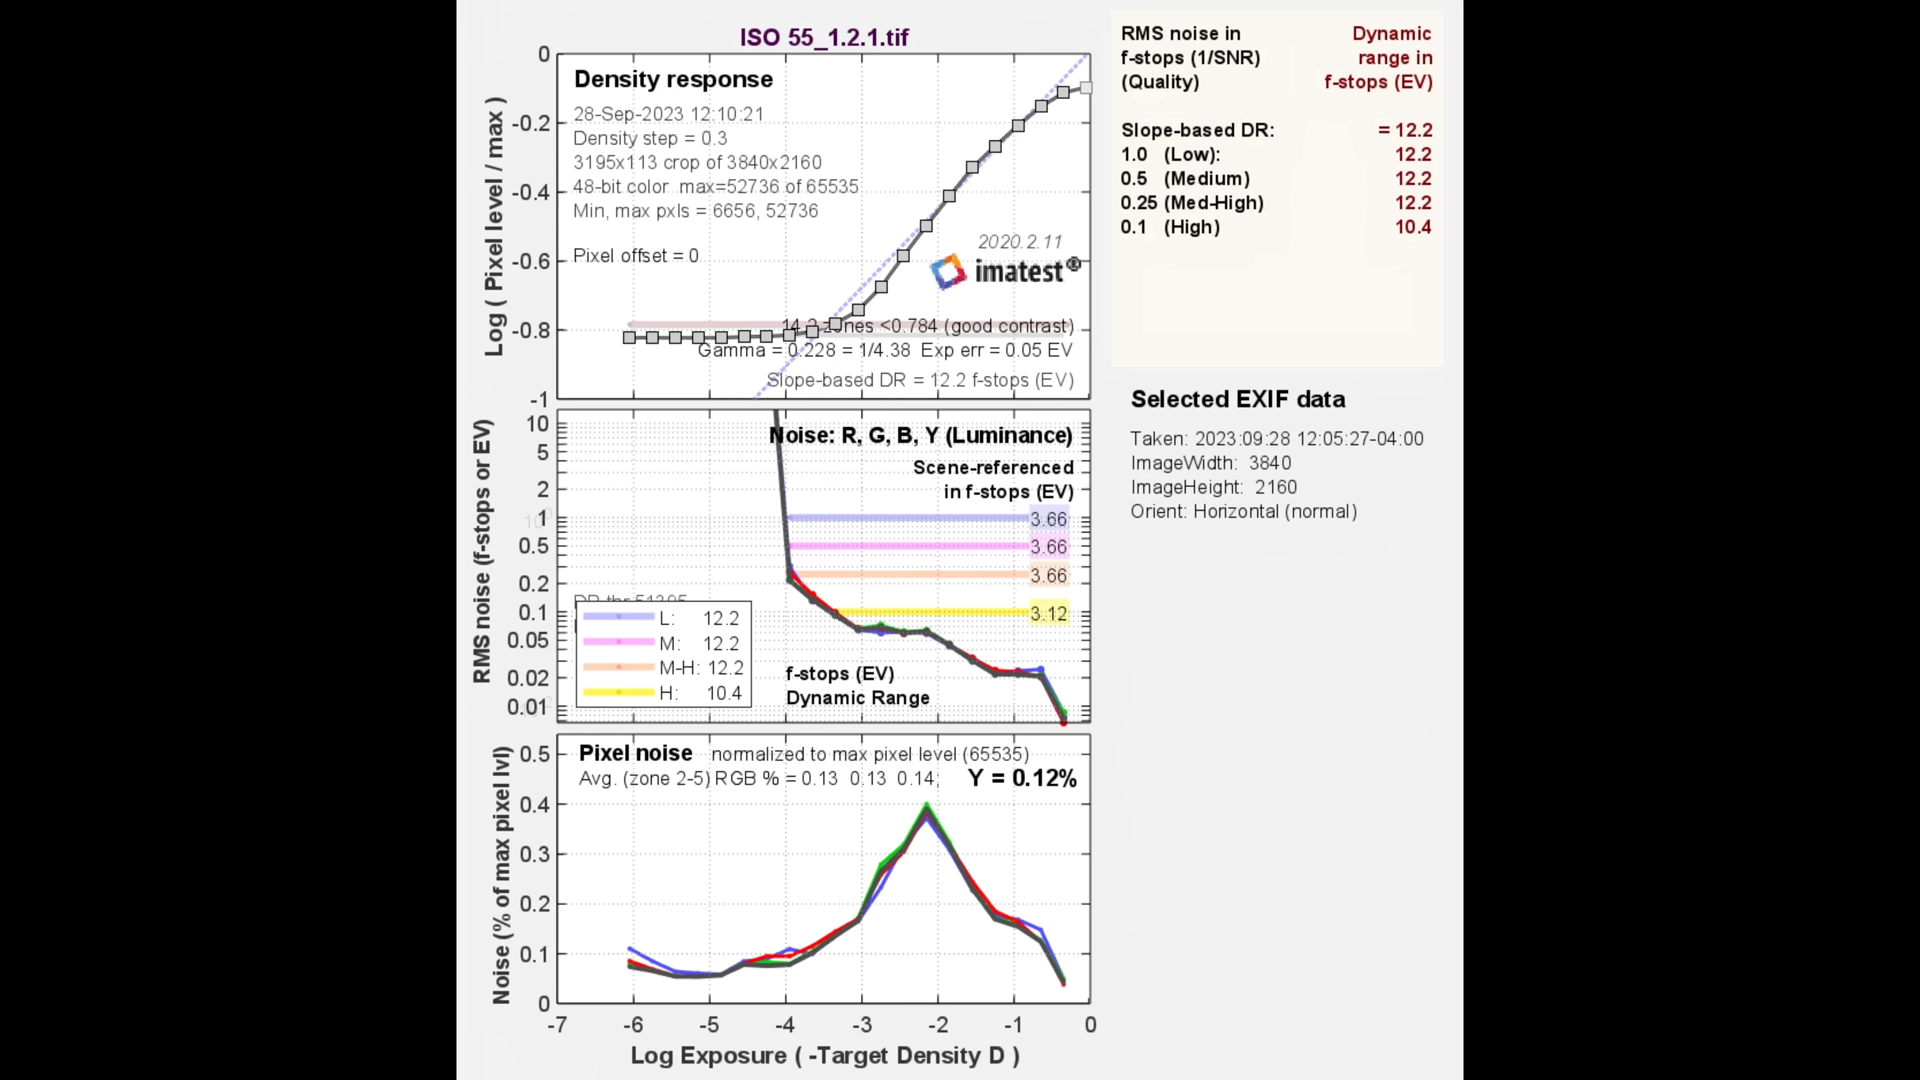 ISO 55_1.2.1.tif
Density response
28-Sep-2023 12:10:21
Density step = 0.3
3195x113 crop of 3840x2160
48-bit color  max=52736 of 65535
Min, max pxls = 6656, 52736
Pixel offset = 0
2020.2.11
imatest®
14.2 zones <0.784 (good contrast)
Gamma = 0.228 = 1/4.38  Exp err = 0.05 EV
Slope-based DR = 12.2 f-stops (EV)
Log ( Pixel level / max )
0
-0.2
-0.4
-0.6
-0.8
-1
RMS noise (f-stops or EV)
10
5
2
1
0.5
0.2
0.1
0.05
0.02
0.01
Noise: R, G, B, Y (Luminance)
Scene-referenced
in f-stops (EV)
3.66
3.66
3.66
3.12
L: 12.2
M: 12.2
M-H: 12.2
H: 10.4
f-stops (EV)
Dynamic Range
Noise (% of max pixel lvl)
0.5
0.4
0.3
0.2
0.1
0
Pixel noise normalized to max pixel level (65535)
Avg. (zone 2-5) RGB % = 0.13  0.13  0.14; Y = 0.12%
-7 -6 -5 -4 -3 -2 -1 0
Log Exposure ( -Target Density D )
RMS noise in Dynamic
f-stops (1/SNR) range in
(Quality) f-stops (EV)
Slope-based DR: = 12.2
1.0 (Low): 12.2
0.5 (Medium) 12.2
0.25 (Med-High) 12.2
0.1 (High) 10.4
Selected EXIF data
Taken: 2023:09:28 12:05:27-04:00
ImageWidth: 3840
ImageHeight: 2160
Orient: Horizontal (normal)